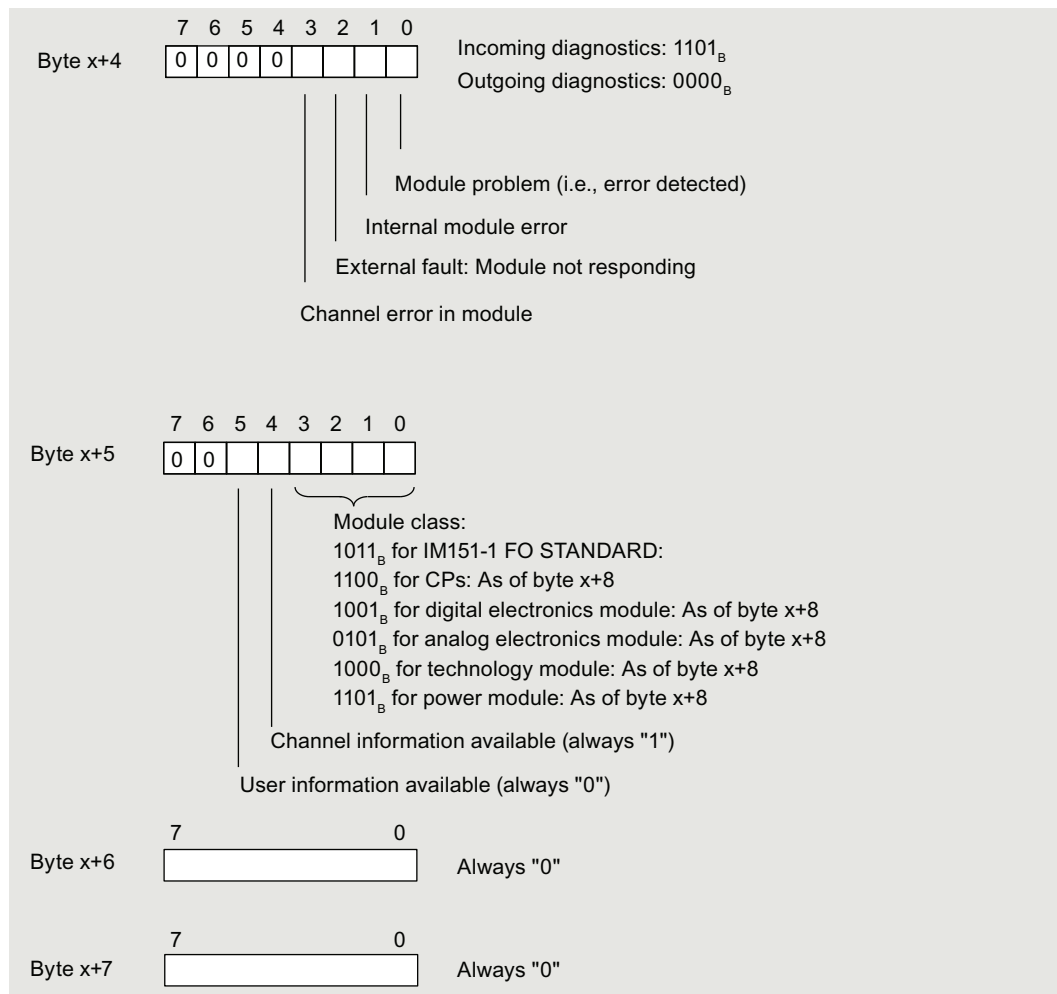 7 6 5 4 3 2 1 0
Byte x+4 0 0 0 0 Incoming diagnostics: 1101B
Outgoing diagnostics: 0000B
Module problem (i.e., error detected)
Internal module error
External fault: Module not responding
Channel error in module
7 6 5 4 3 2 1 0
Byte x+5 0 0
Module class:
1011B for IM151-1 FO STANDARD:
1100B for CPs: As of byte x+8
1001B for digital electronics module: As of byte x+8
0101B for analog electronics module: As of byte x+8
1000B for technology module: As of byte x+8
1101B for power module: As of byte x+8
Channel information available (always "1")
User information available (always "0")
7 0
Byte x+6 Always "0"
7 0
Byte x+7 Always "0"